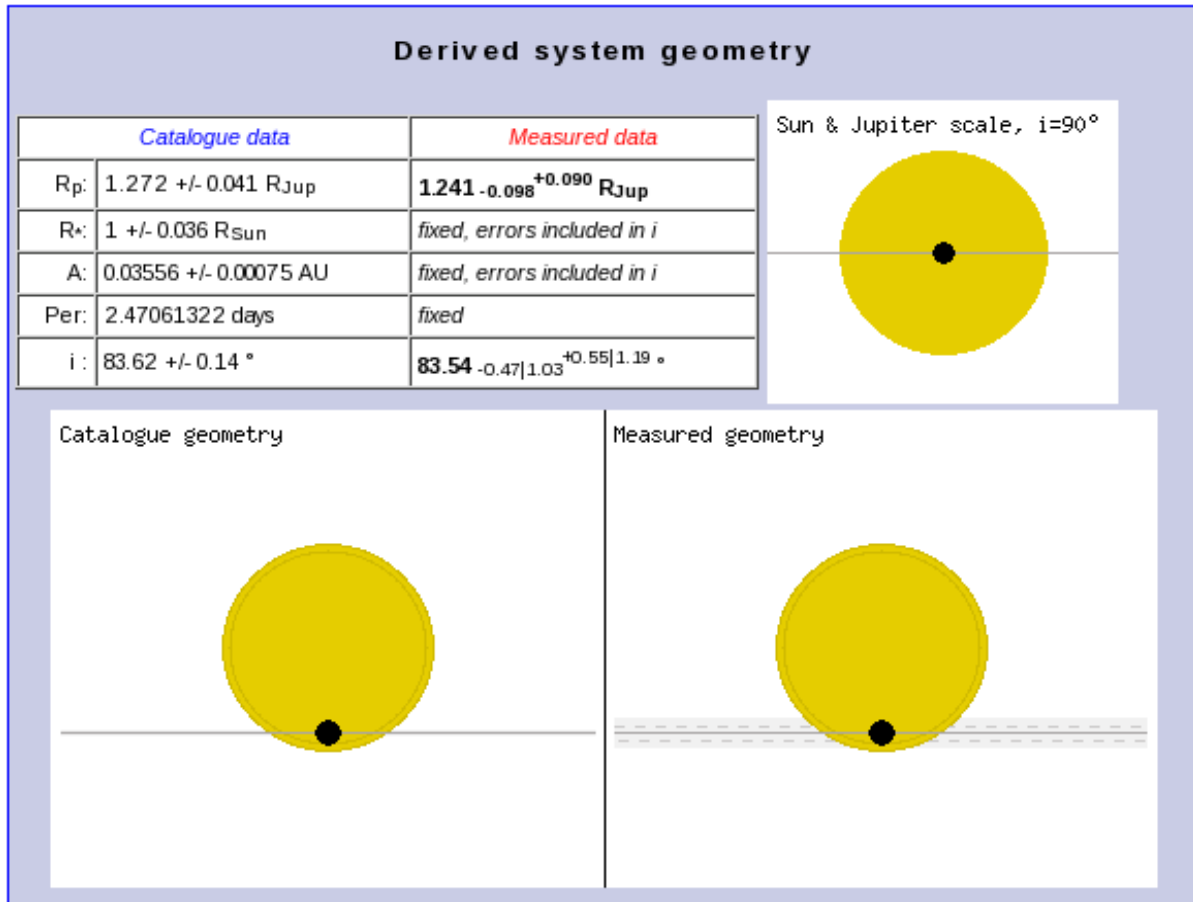 Derived system geometry
Catalogue data Measured data
Rp: 1.272 +/- 0.041 RJup 1.241 -0.098 +0.090 RJup
R*: 1 +/- 0.036 RSun fixed, errors included in i
A: 0.03556 +/- 0.00075 AU fixed, errors included in i
Per: 2.47061322 days fixed
i : 83.62 +/- 0.14 ° 83.54 -0.47|1.03 +0.55|1.19 °
Sun & Jupiter scale, i=90°
Catalogue geometry
Measured geometry